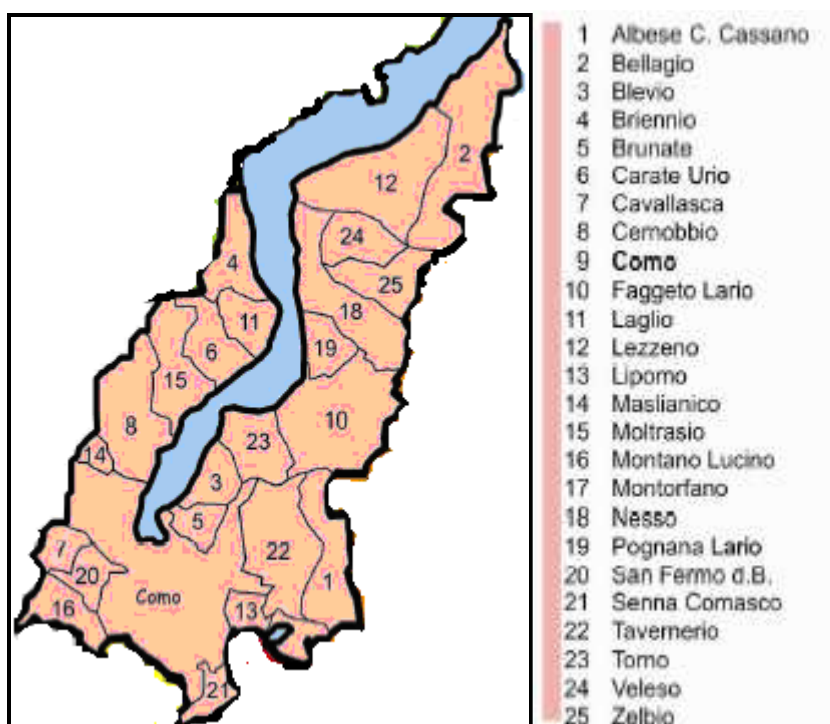 2
12
24
4
25
18
11
19
6
15
10
8
23
14
3
5
7
22
20
1
Como
16
13
21
1 Albese C. Cassano
2 Bellagio
3 Blevio
4 Briennio
5 Brunate
6 Carate Urio
7 Cavallasca
8 Cernobbio
9 Como
10 Faggeto Lario
11 Laglio
12 Lezzeno
13 Lipomo
14 Maslianico
15 Moltrasio
16 Montano Lucino
17 Montorfano
18 Nesso
19 Pognana Lario
20 San Fermo d.B.
21 Senna Comasco
22 Tavernerio
23 Torno
24 Veleso
25 Zelbio